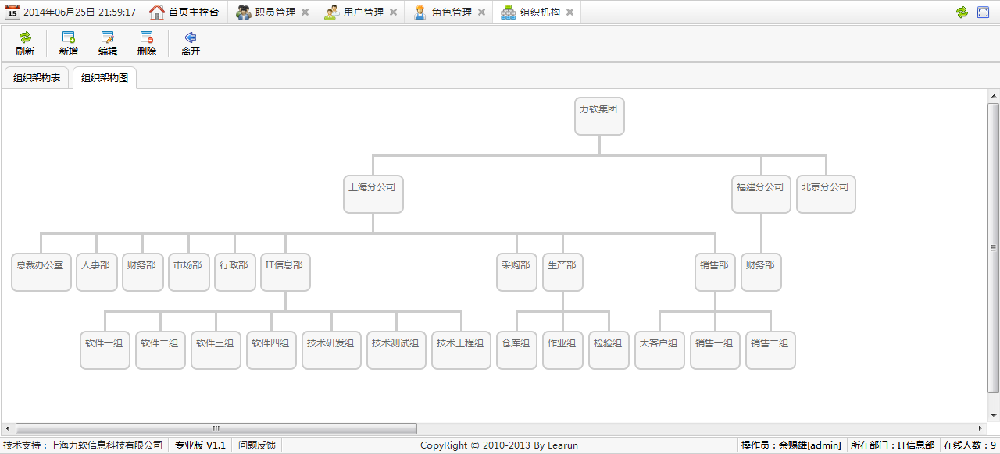 15 2014年06月25日 21:59:17 首页主控台 职员管理 用户管理 角色管理 组织机构
刷新 新增 编辑 删除 离开
组织架构表 组织架构图
力软集团
上海分公司 福建分公司 北京分公司
总裁办公室 人事部 财务部 市场部 行政部 IT信息部 采购部 生产部 销售部 财务部
软件一组 软件二组 软件三组 软件四组 技术研发组 技术测试组 技术工程组 仓库组 作业组 检验组 大客户组 销售一组 销售二组
技术支持：上海力软信息科技有限公司 专业版 V1.1 问题反馈 CopyRight © 2010-2013 By Learun 操作员：佘赐雄[admin] 所在部门：IT信息部 在线人数：9